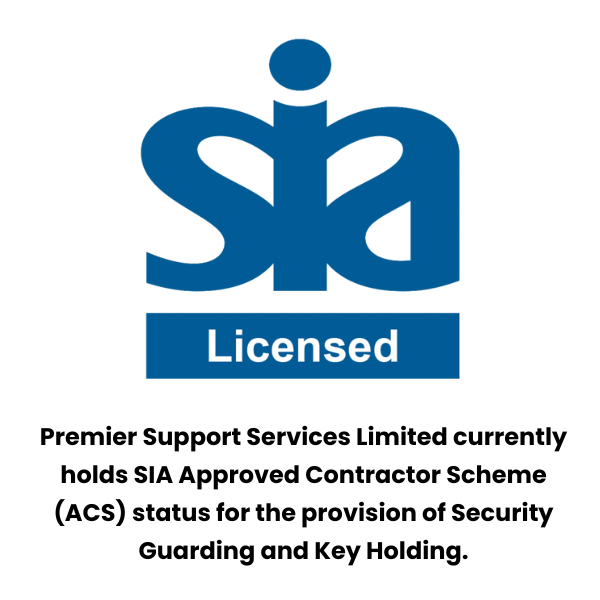 sia
Licensed
Premier Support Services Limited currently
holds SIA Approved Contractor Scheme
(ACS) status for the provision of Security
Guarding and Key Holding.